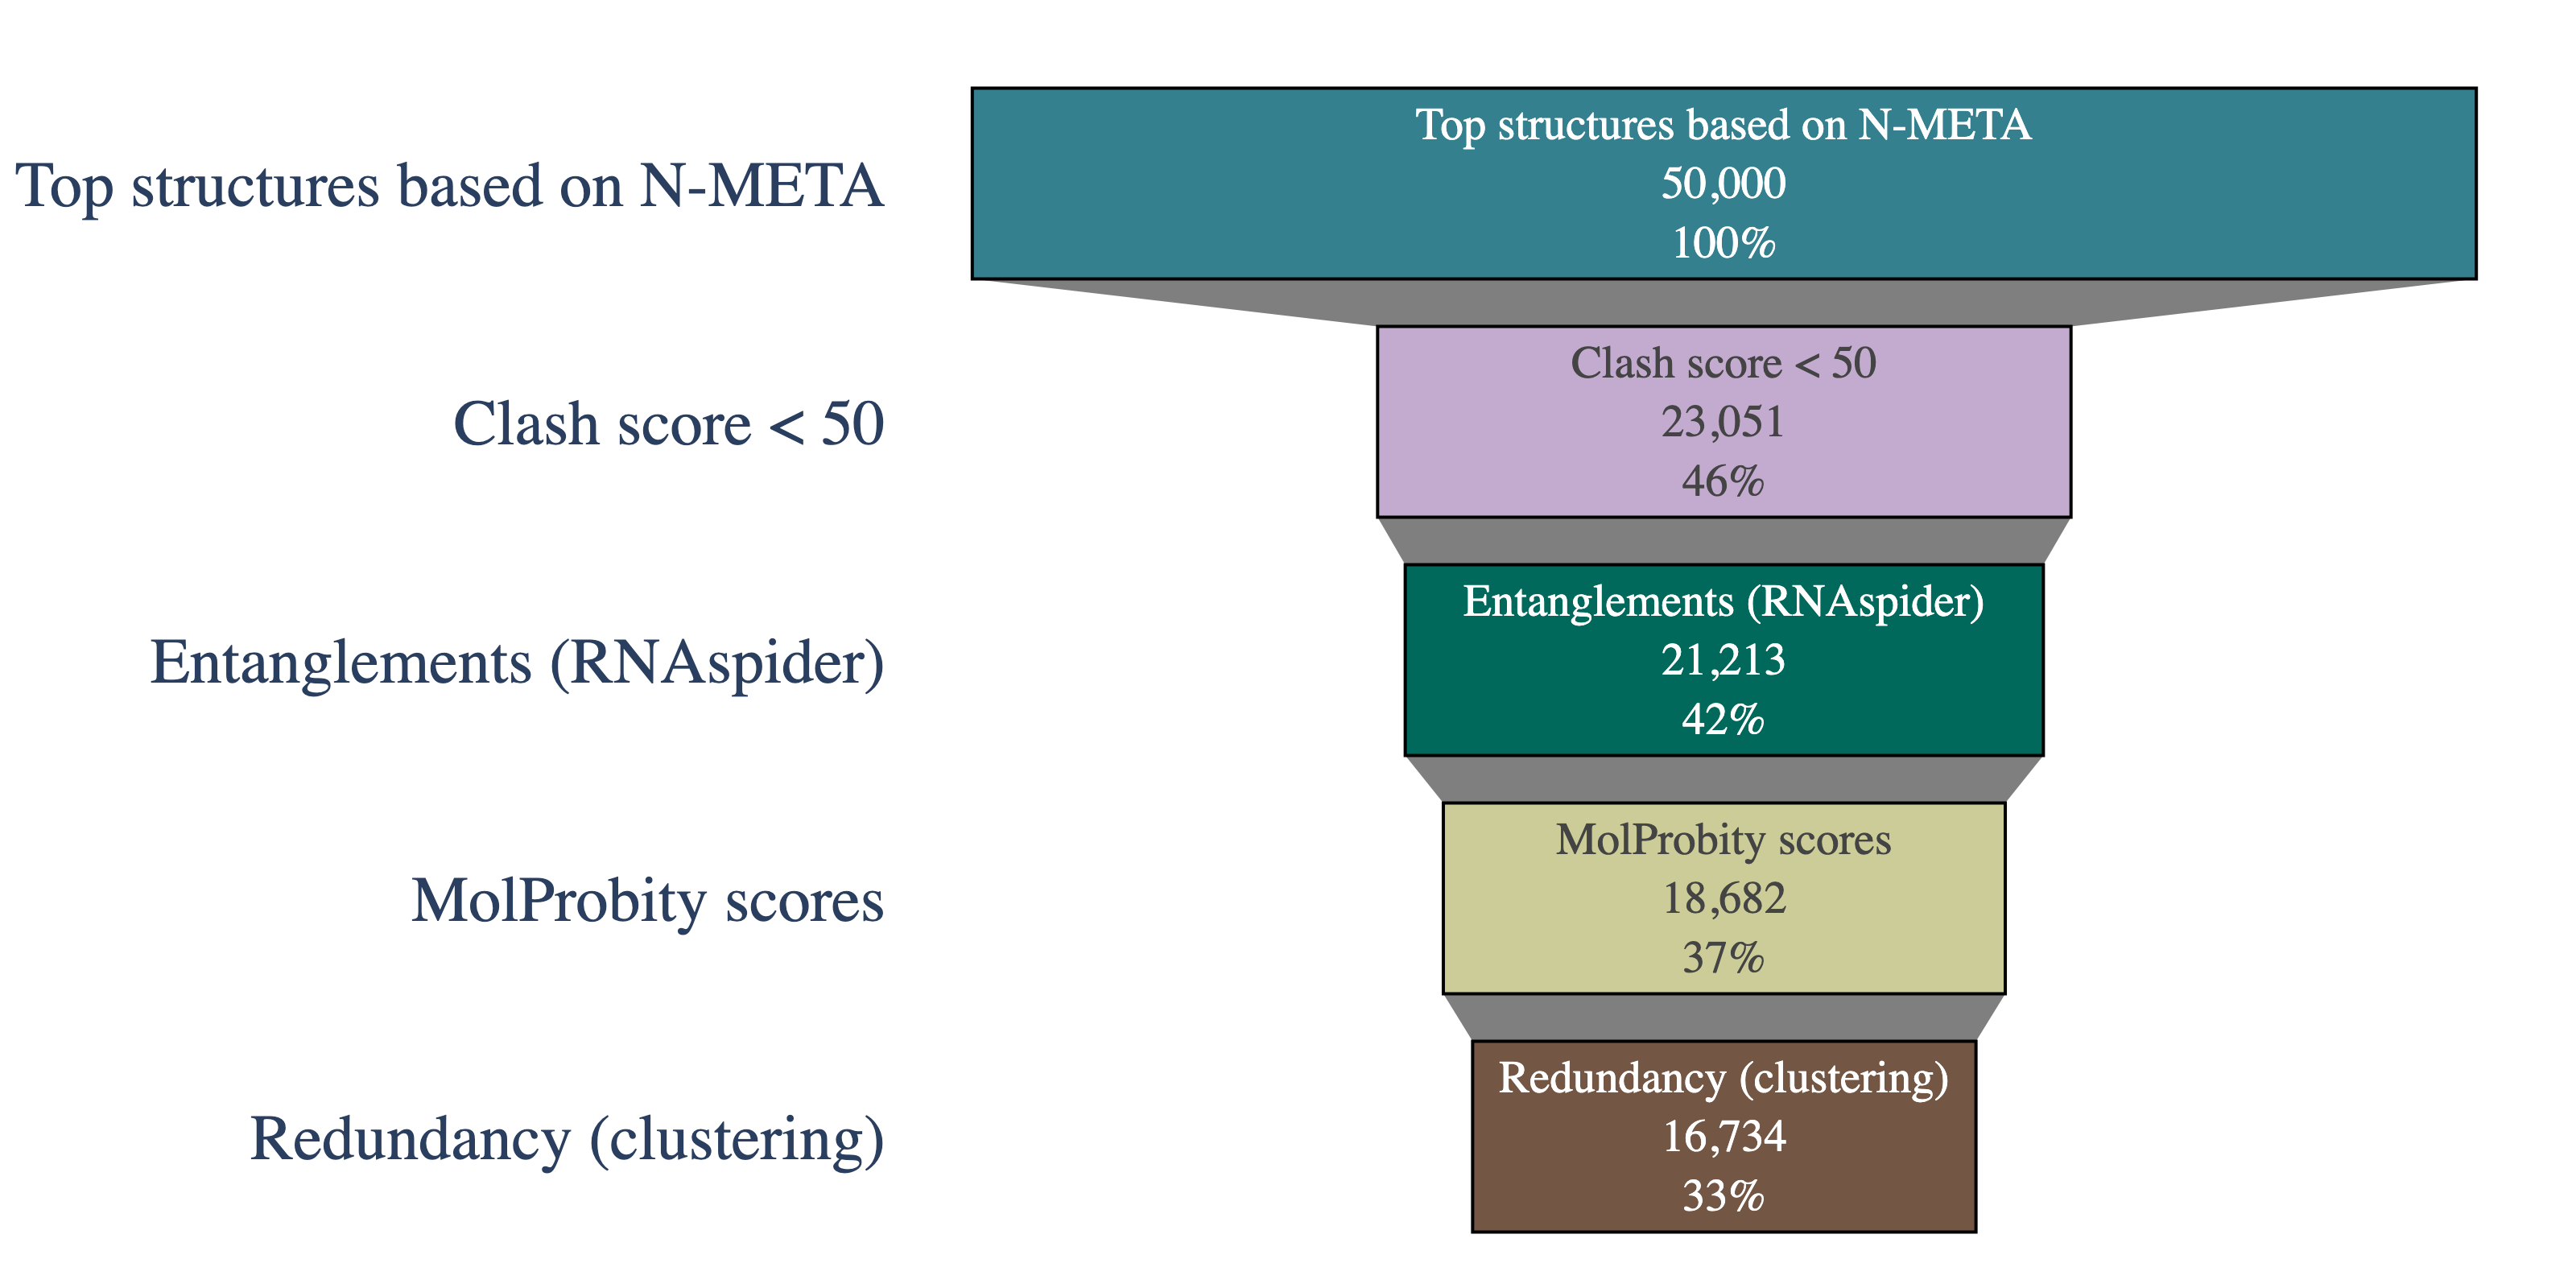 Top structures based on N-META
Top structures based on N-META
50,000
100%
Clash score < 50
Clash score < 50
23,051
46%
Entanglements (RNAspider)
Entanglements (RNAspider)
21,213
42%
MolProbity scores
MolProbity scores
18,682
37%
Redundancy (clustering)
Redundancy (clustering)
16,734
33%